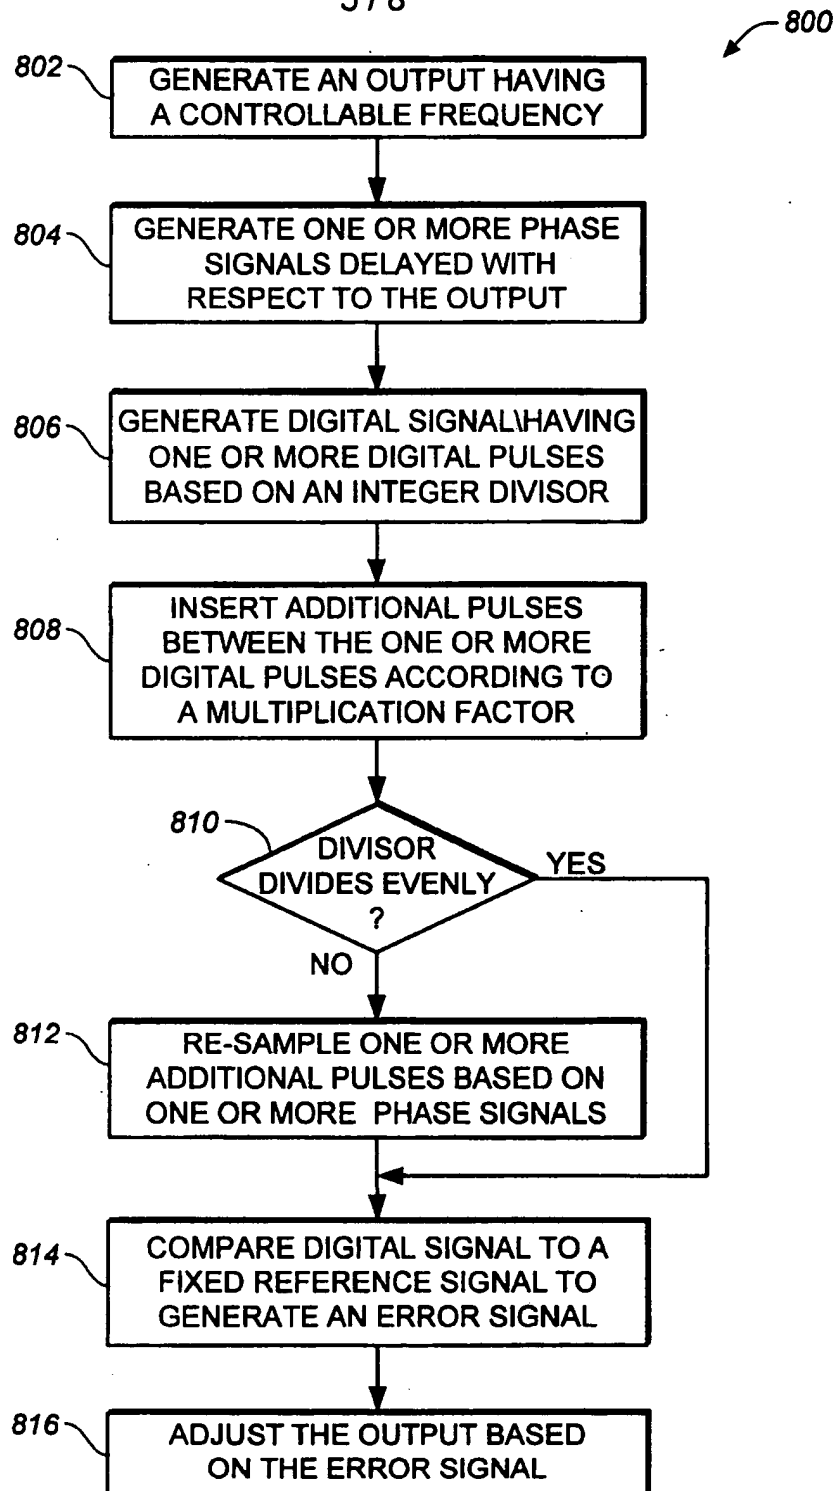 800
802
GENERATE AN OUTPUT HAVING
A CONTROLLABLE FREQUENCY
804
GENERATE ONE OR MORE PHASE
SIGNALS DELAYED WITH
RESPECT TO THE OUTPUT
806
GENERATE DIGITAL SIGNAL\HAVING
ONE OR MORE DIGITAL PULSES
BASED ON AN INTEGER DIVISOR
808
INSERT ADDITIONAL PULSES
BETWEEN THE ONE OR MORE
DIGITAL PULSES ACCORDING TO
A MULTIPLICATION FACTOR
810
DIVISOR
DIVIDES EVENLY
?
YES
NO
812
RE-SAMPLE ONE OR MORE
ADDITIONAL PULSES BASED ON
ONE OR MORE PHASE SIGNALS
814
COMPARE DIGITAL SIGNAL TO A
FIXED REFERENCE SIGNAL TO
GENERATE AN ERROR SIGNAL
816
ADJUST THE OUTPUT BASED
ON THE ERROR SIGNAL